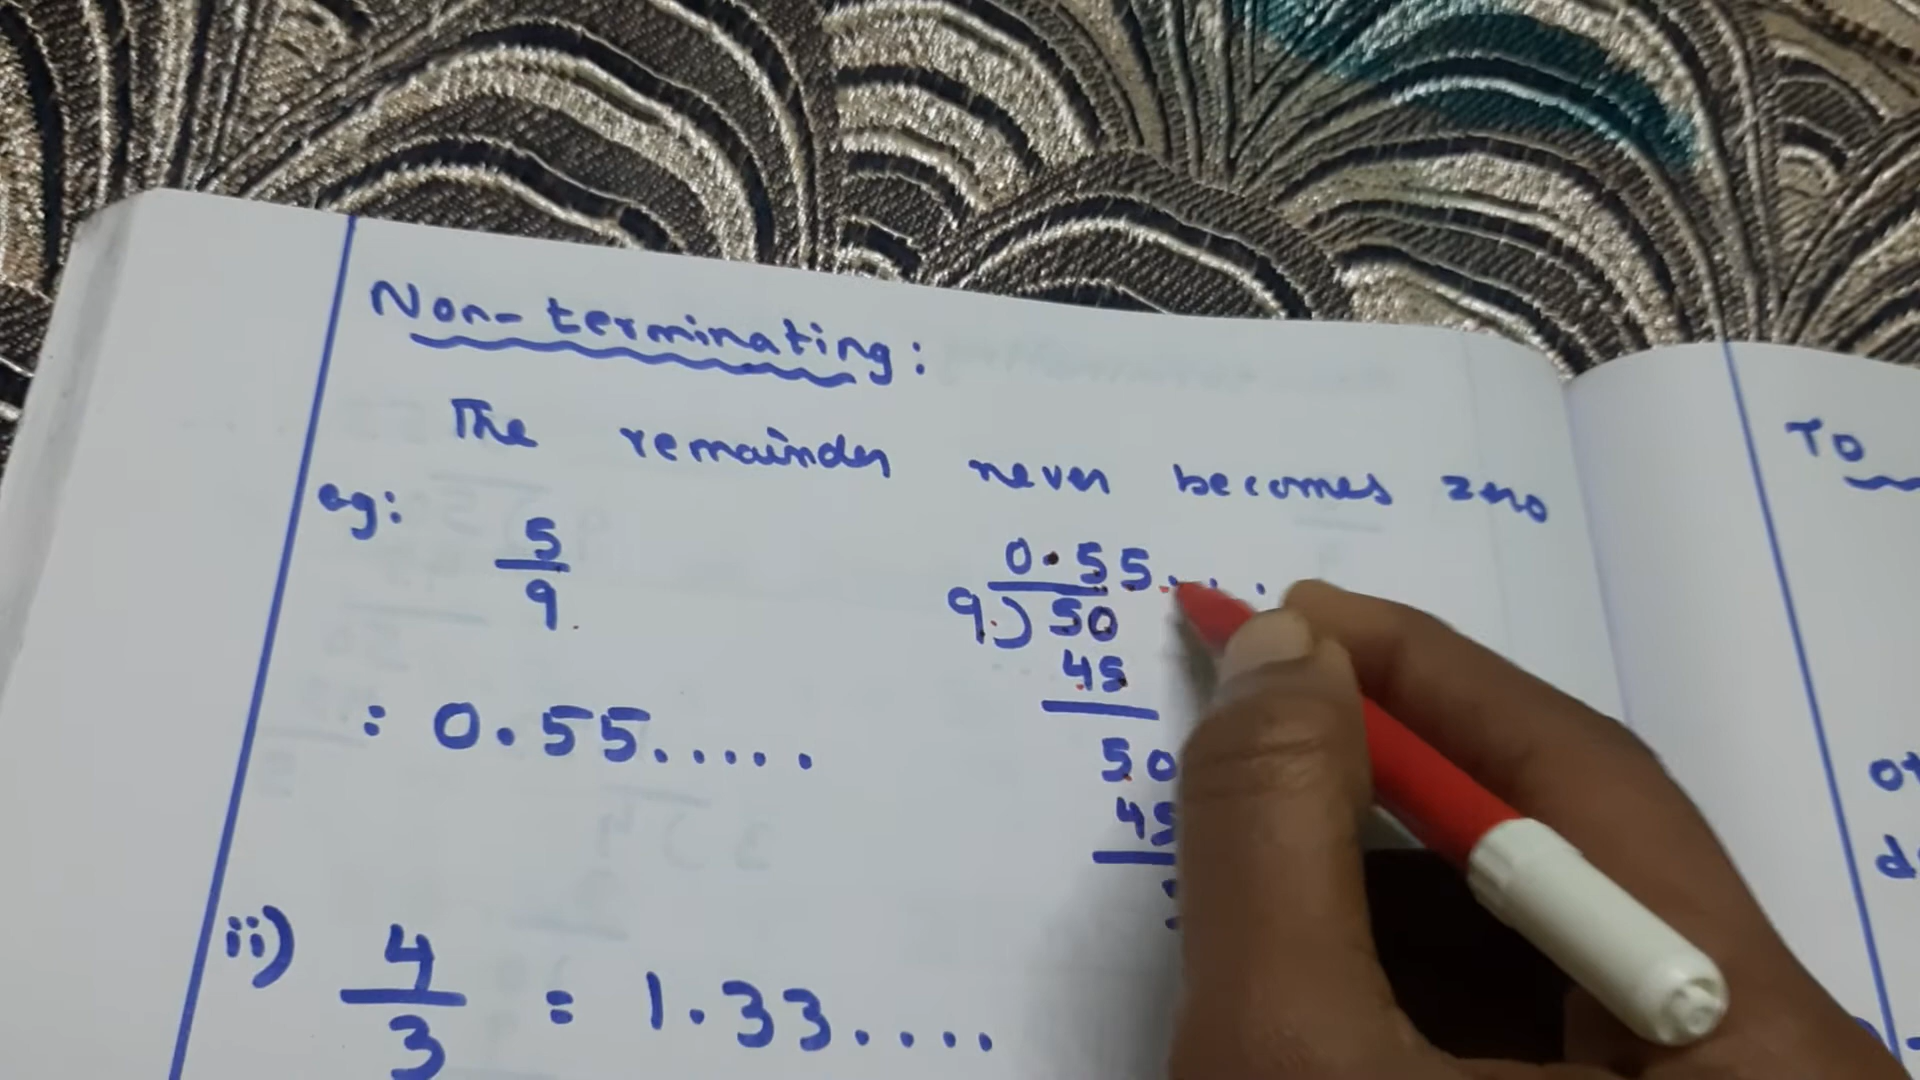 Non-terminating:
The remainder never becomes zero
eg:
5
9
0.55....
9)50
45
50
45
: 0.55.....
ii) 4
3
= 1.33....
To